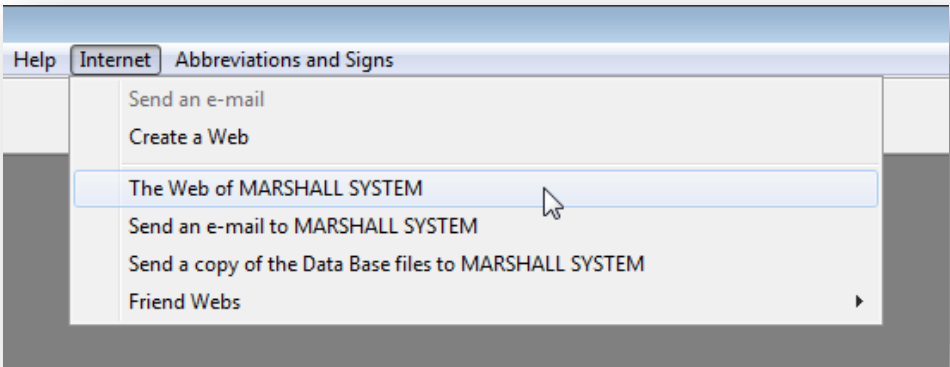 Help Internet Abbreviations and Signs
Send an e-mail
Create a Web
The Web of MARSHALL SYSTEM
Send an e-mail to MARSHALL SYSTEM
Send a copy of the Data Base files to MARSHALL SYSTEM
Friend Webs